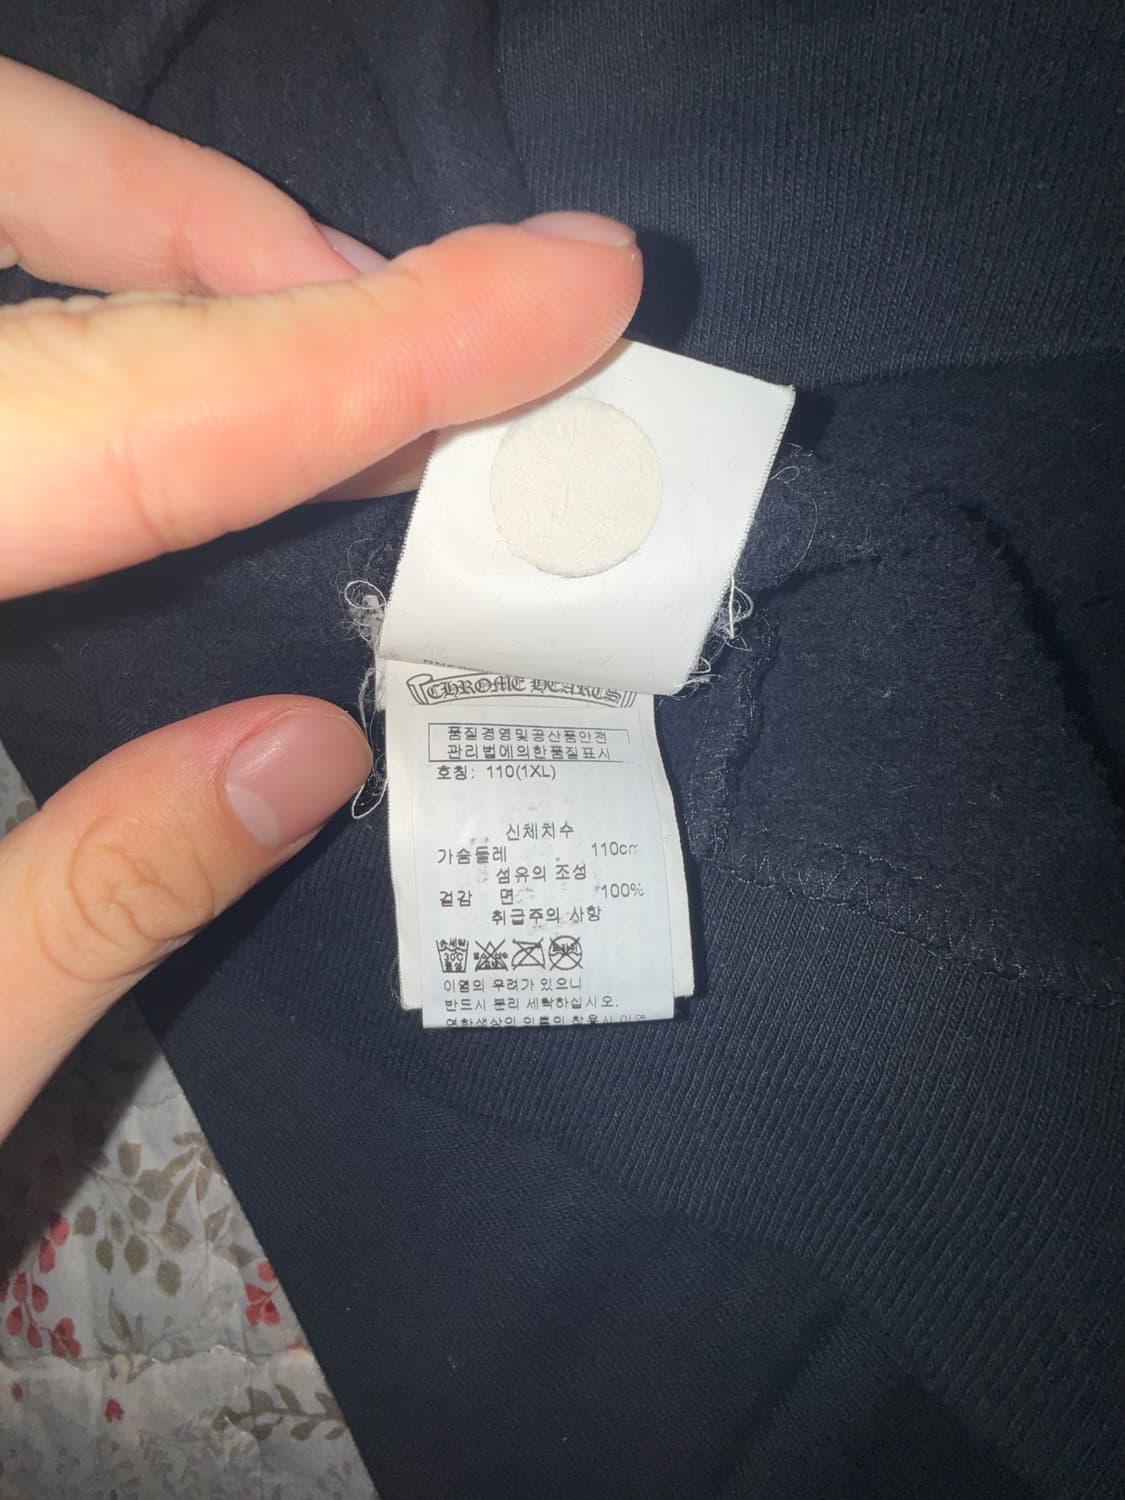 CHROME HEARTS
품질경영및공산품안전
관리법에의한품질표시
호칭: 110(1XL)
신체치수
가슴둘레 110cm
섬유의 조성
겉감 면 100%
취급주의 사항
이염의 우려가 있으니
반드시 분리 세탁하십시오.